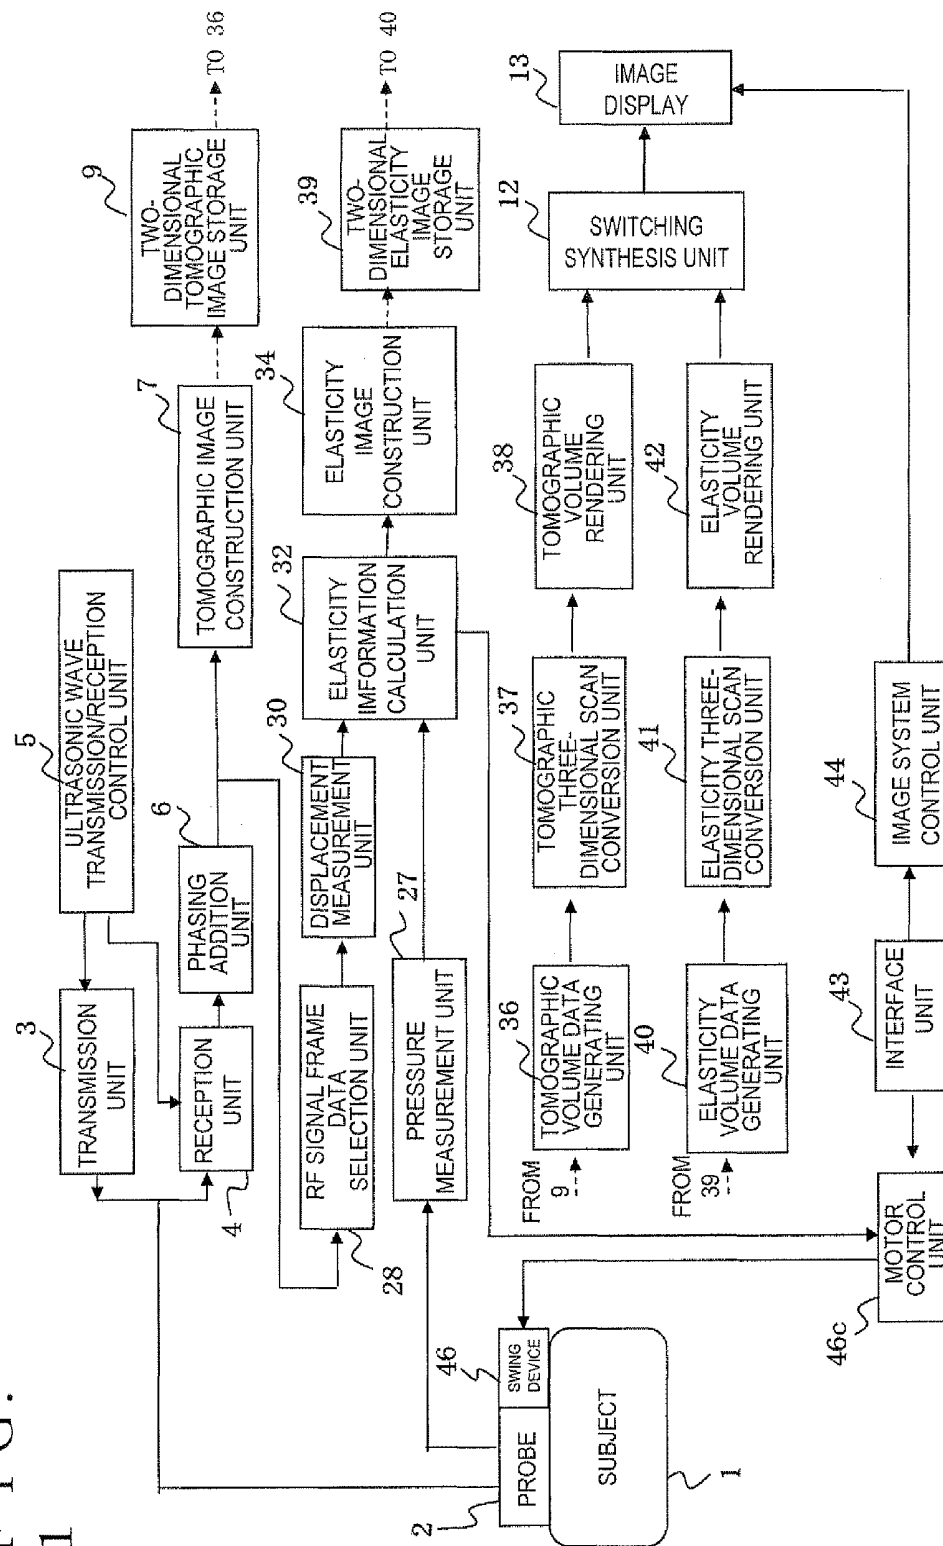 FIG.
1
5
ULTRASONIC WAVE
TRANSMISSION/RECEPTION
CONTROL UNIT
3
TRANSMISSION
UNIT
4
RECEPTION
UNIT
6
PHASING
ADDITION
UNIT
7
TOMOGRAPHIC IMAGE
CONSTRUCTION UNIT
9
TWO-
DIMENSIONAL
TOMOGRAPHIC
IMAGE STORAGE
UNIT
TO 36
28
RF SIGNAL FRAME
DATA
SELECTION UNIT
30
DISPLACEMENT
MEASUREMENT
UNIT
32
ELASTICITY
IMFORMATION
CALCULATION
UNIT
34
ELASTICITY
IMAGE
CONSTRUCTION
UNIT
39
TWO-
DIMENSIONAL
ELASTICITY
IMAGE
STORAGE
UNIT
TO 40
27
PRESSURE
MEASUREMENT UNIT
2
PROBE
46
SWING
DEVICE
SUBJECT
1
FROM
9
36
TOMOGRAPHIC
VOLUME DATA
GENERATING
UNIT
37
TOMOGRAPHIC
THREE-
DIMENSIONAL SCAN
CONVERSION UNIT
38
TOMOGRAPHIC
VOLUME
RENDERING
UNIT
12
SWITCHING
SYNTHESIS UNIT
13
IMAGE
DISPLAY
FROM
39
40
ELASTICITY
VOLUME DATA
GENERATING
UNIT
41
ELASTICITY THREE-
DIMENSIONAL SCAN
CONVERSION UNIT
42
ELASTICITY
VOLUME
RENDERING UNIT
46c
MOTOR
CONTROL
UNIT
43
INTERFACE
UNIT
44
IMAGE SYSTEM
CONTROL UNIT